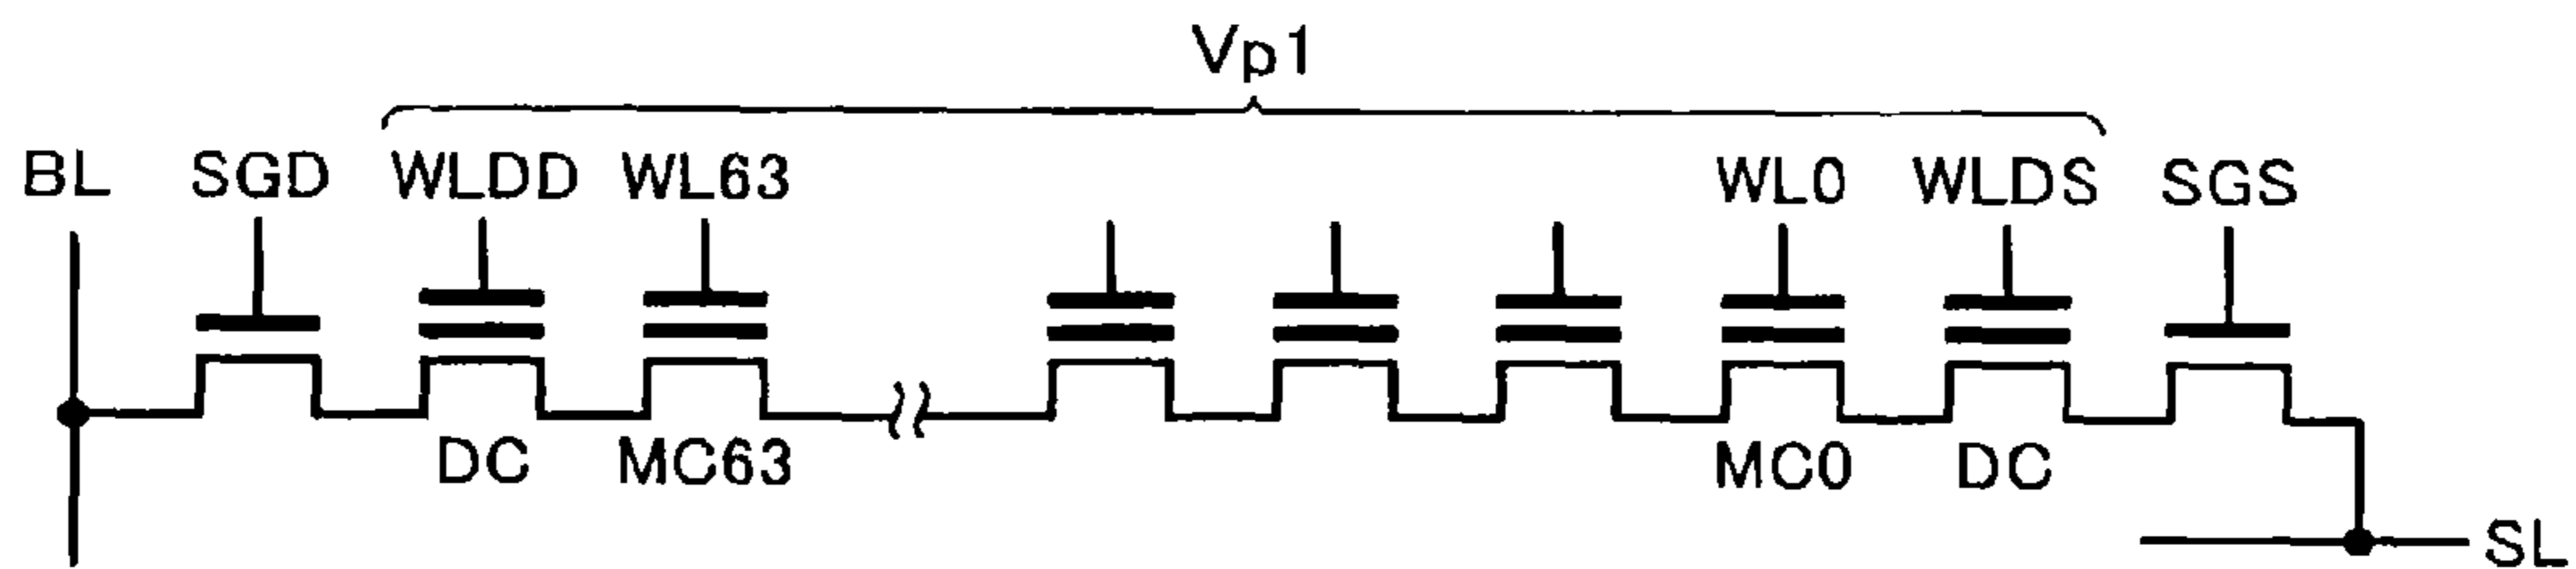 Vp1
BL SGD WLDD WL63 WL0 WLDS SGS
DC MC63 MC0 DC
SL